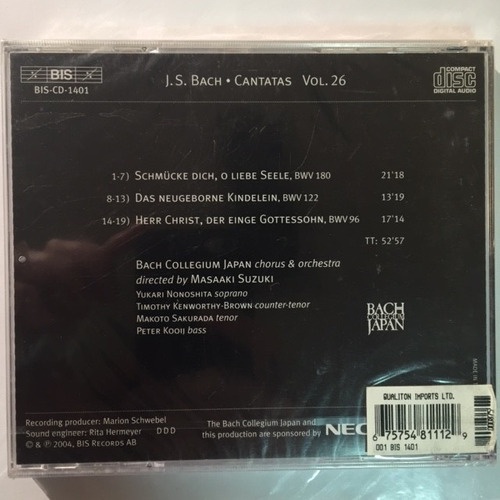 BIS
BIS-CD-1401
J.S. BACH • CANTATAS VOL. 26
COMPACT
disc
DIGITAL AUDIO
1-7) SCHMÜCKE DICH, O LIEBE SEELE, BWV 180 21'18
8-13) DAS NEUGEBORNE KINDELEIN, BWV 122 13'19
14-19) HERR CHRIST, DER EINGE GOTTESSOHN, BWV 96 17'14
TT: 52'57
BACH COLLEGIUM JAPAN chorus & orchestra
directed by MASAAKI SUZUKI
YUKARI NONOSHITA soprano
TIMOTHY KENWORTHY-BROWN counter-tenor
MAKOTO SAKURADA tenor
PETER KOOIJ bass
BACH
COLLEGIUM
JAPAN
MADE IN
Recording producer: Marion Schwebel
Sound engineer: Rita Hermeyer D D D
© & ℗ 2004, BIS RECORDS AB
The Bach Collegium Japan and
this production are sponsored by
NEC
QUALITON IMPORTS LTD.
6 75754 81112 9
001 BIS 1401